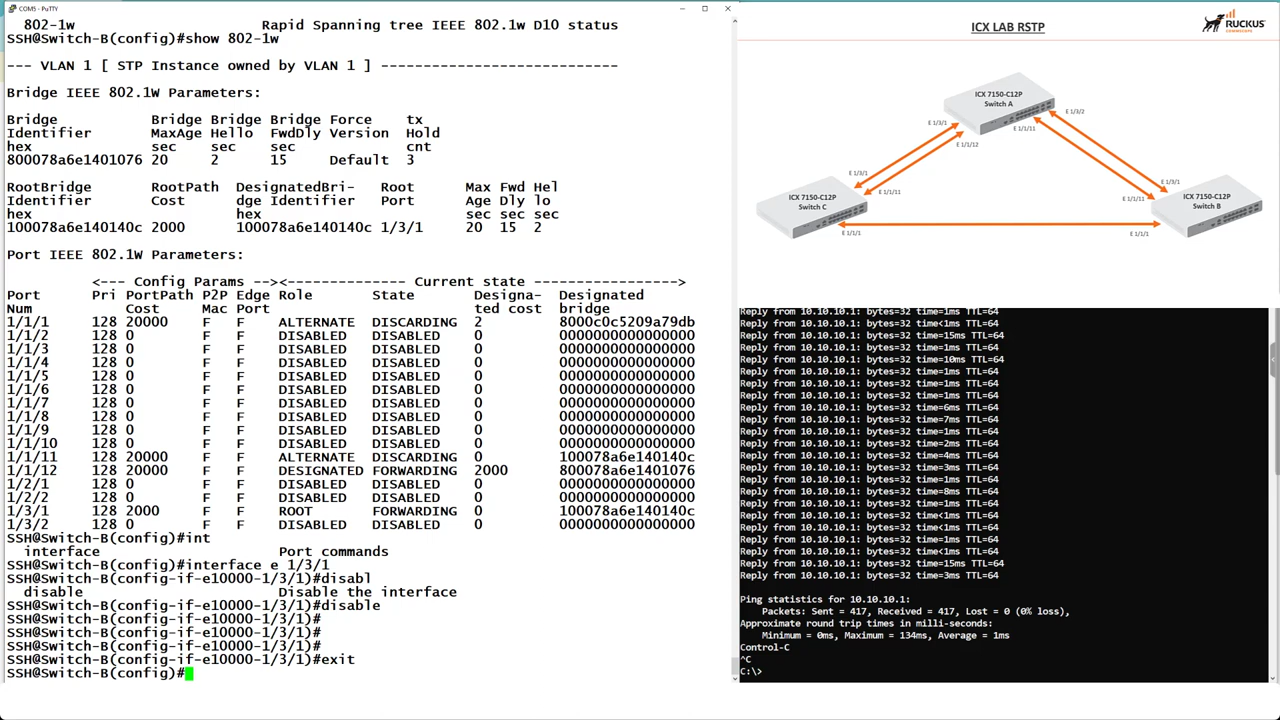 COM5 - PuTTY
802-1w                         Rapid Spanning tree IEEE 802.1w D10 status
SSH@Switch-B(config)#show 802-1w
--- VLAN 1 [ STP Instance owned by VLAN 1 ] ---------------------------
Bridge IEEE 802.1W Parameters:
Bridge           Bridge Bridge Bridge Force    tx
Identifier       MaxAge Hello  FwdDly Version  Hold
hex              sec    sec    sec             cnt
800078a6e1401076 20     2      15     Default  3
RootBridge       RootPath   DesignatedBri-    Root      Max Fwd Hel
Identifier       Cost       dge Identifier    Port      Age Dly lo
hex                         hex                         sec sec sec
100078a6e140140c 2000       100078a6e140140c  1/3/1     20  15  2
Port IEEE 802.1W Parameters:
<--- Config Params --><-------------- Current state ----------------->
Port       Pri PortPath  P2P Edge Role       State      Designa-   Designated
Num            Cost      Mac Port                       ted cost   bridge
1/1/1      128 20000     F   F    ALTERNATE  DISCARDING 2          8000c0c5209a79db
1/1/2      128 0         F   F    DISABLED   DISABLED   0          0000000000000000
1/1/3      128 0         F   F    DISABLED   DISABLED   0          0000000000000000
1/1/4      128 0         F   F    DISABLED   DISABLED   0          0000000000000000
1/1/5      128 0         F   F    DISABLED   DISABLED   0          0000000000000000
1/1/6      128 0         F   F    DISABLED   DISABLED   0          0000000000000000
1/1/7      128 0         F   F    DISABLED   DISABLED   0          0000000000000000
1/1/8      128 0         F   F    DISABLED   DISABLED   0          0000000000000000
1/1/9      128 0         F   F    DISABLED   DISABLED   0          0000000000000000
1/1/10     128 0         F   F    DISABLED   DISABLED   0          0000000000000000
1/1/11     128 20000     F   F    ALTERNATE  DISCARDING 0          100078a6e140140c
1/1/12     128 20000     F   F    DESIGNATED FORWARDING 2000       800078a6e1401076
1/2/1      128 0         F   F    DISABLED   DISABLED   0          0000000000000000
1/2/2      128 0         F   F    DISABLED   DISABLED   0          0000000000000000
1/3/1      128 2000      F   F    ROOT       FORWARDING 0          100078a6e140140c
1/3/2      128 0         F   F    DISABLED   DISABLED   0          0000000000000000
SSH@Switch-B(config)#int
interface                      Port commands
SSH@Switch-B(config)#interface e 1/3/1
SSH@Switch-B(config-if-e10000-1/3/1)#disabl
disable                        Disable the interface
SSH@Switch-B(config-if-e10000-1/3/1)#disable
SSH@Switch-B(config-if-e10000-1/3/1)#
SSH@Switch-B(config-if-e10000-1/3/1)#
SSH@Switch-B(config-if-e10000-1/3/1)#
SSH@Switch-B(config-if-e10000-1/3/1)#exit
SSH@Switch-B(config)#
ICX LAB RSTP
RUCKUS
COMMSCOPE
ICX 7150-C12P
Switch A
E 1/3/1
E 1/3/2
E 1/1/12
E 1/1/11
E 1/3/1
E 1/1/11
E 1/3/1
E 1/1/11
ICX 7150-C12P
Switch C
ICX 7150-C12P
Switch B
E 1/1/1
E 1/1/1
Reply from 10.10.10.1: bytes=32 time=1ms TTL=64
Reply from 10.10.10.1: bytes=32 time<1ms TTL=64
Reply from 10.10.10.1: bytes=32 time=15ms TTL=64
Reply from 10.10.10.1: bytes=32 time=1ms TTL=64
Reply from 10.10.10.1: bytes=32 time=10ms TTL=64
Reply from 10.10.10.1: bytes=32 time=1ms TTL=64
Reply from 10.10.10.1: bytes=32 time=1ms TTL=64
Reply from 10.10.10.1: bytes=32 time<1ms TTL=64
Reply from 10.10.10.1: bytes=32 time=6ms TTL=64
Reply from 10.10.10.1: bytes=32 time=7ms TTL=64
Reply from 10.10.10.1: bytes=32 time=1ms TTL=64
Reply from 10.10.10.1: bytes=32 time=2ms TTL=64
Reply from 10.10.10.1: bytes=32 time=4ms TTL=64
Reply from 10.10.10.1: bytes=32 time=3ms TTL=64
Reply from 10.10.10.1: bytes=32 time=1ms TTL=64
Reply from 10.10.10.1: bytes=32 time=8ms TTL=64
Reply from 10.10.10.1: bytes=32 time=1ms TTL=64
Reply from 10.10.10.1: bytes=32 time<1ms TTL=64
Reply from 10.10.10.1: bytes=32 time<1ms TTL=64
Reply from 10.10.10.1: bytes=32 time=1ms TTL=64
Reply from 10.10.10.1: bytes=32 time<1ms TTL=64
Reply from 10.10.10.1: bytes=32 time=15ms TTL=64
Reply from 10.10.10.1: bytes=32 time=3ms TTL=64
Ping statistics for 10.10.10.1:
Packets: Sent = 417, Received = 417, Lost = 0 (0% loss),
Approximate round trip times in milli-seconds:
Minimum = 0ms, Maximum = 134ms, Average = 1ms
Control-C
^C
C:\>